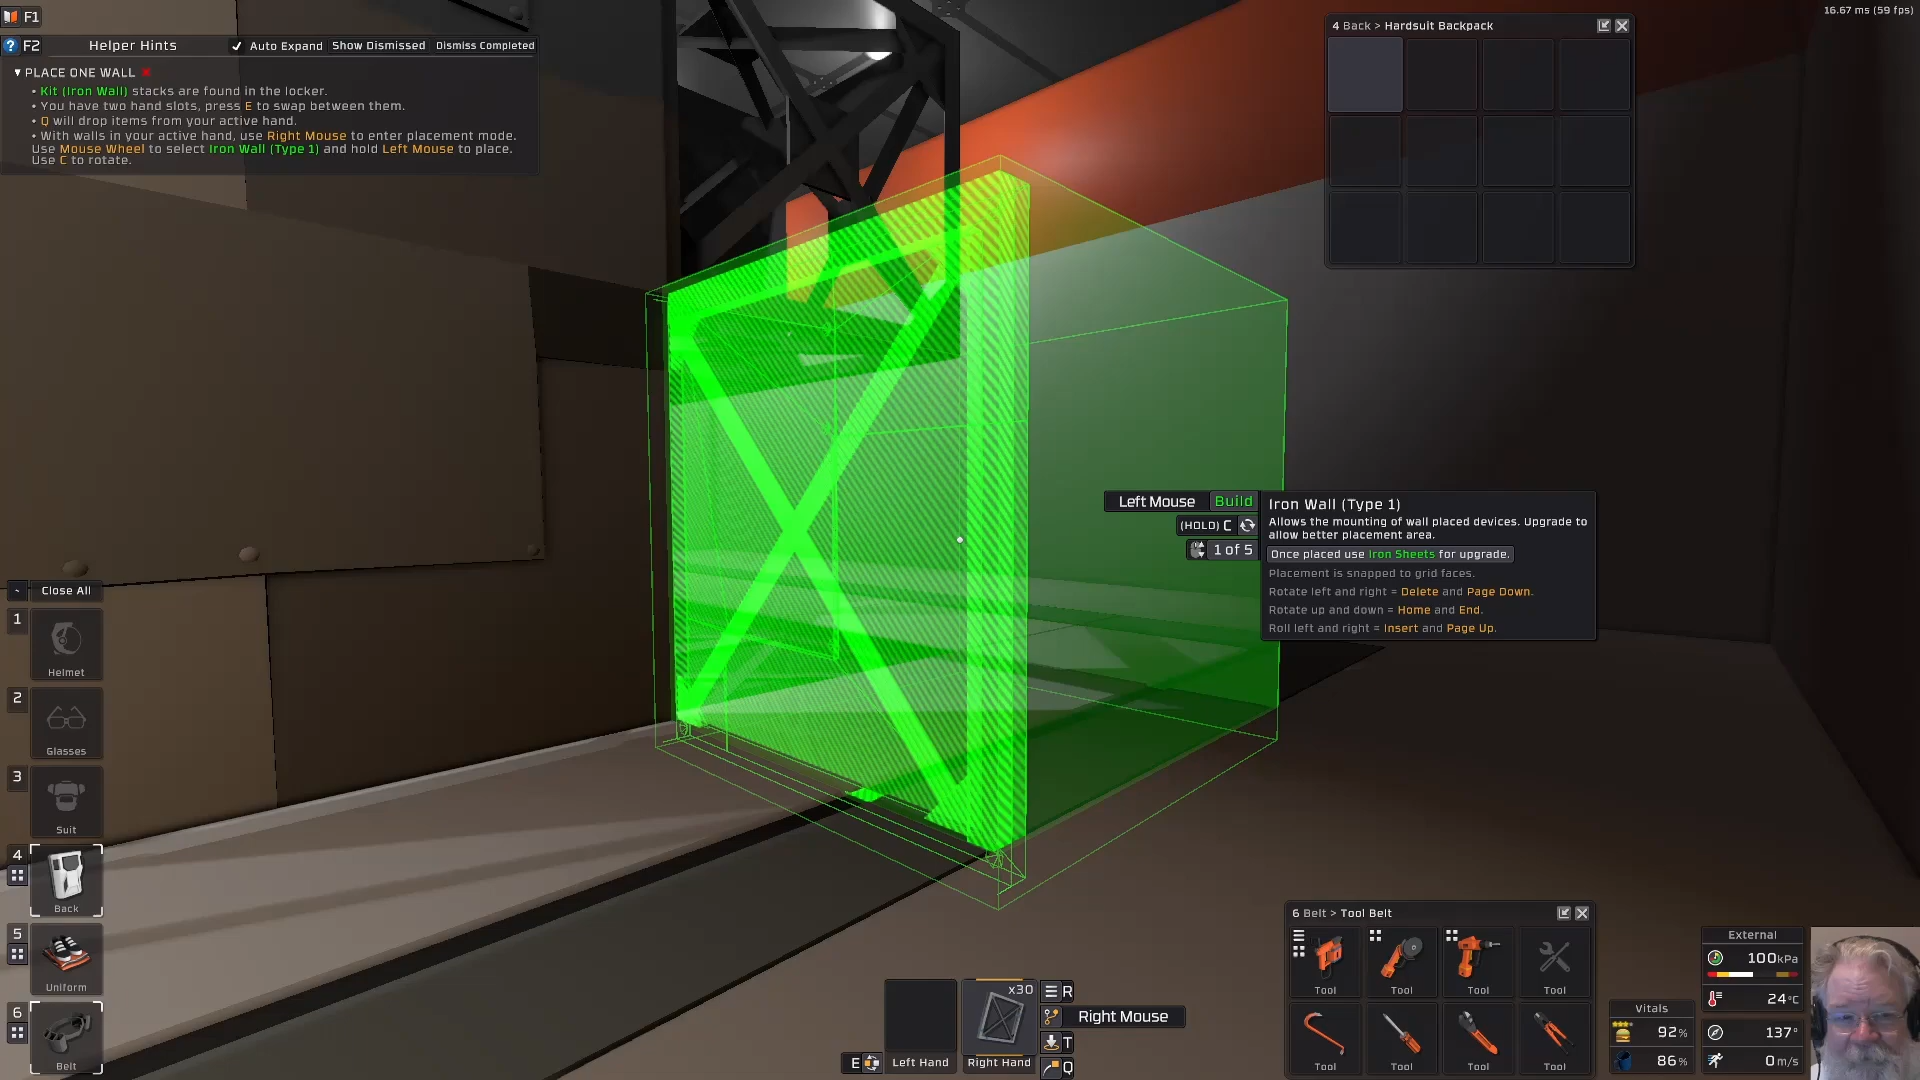 F1
16.67 ms (59 fps)
F2 Helper Hints Auto Expand Show Dismissed Dismiss Completed
PLACE ONE WALL
• Kit (Iron Wall) stacks are found in the locker.
• You have two hand slots, press E to swap between them.
• Q will drop items from your active hand.
• With walls in your active hand, use Right Mouse to enter placement mode.
Use Mouse Wheel to select Iron Wall (Type 1) and hold Left Mouse to place.
Use C to rotate.
4 Back > Hardsuit Backpack
Left Mouse Build
(HOLD) C
1 of 5
Iron Wall (Type 1)
Allows the mounting of wall placed devices. Upgrade to
allow better placement area.
Once placed use Iron Sheets for upgrade.
Placement is snapped to grid faces.
Rotate left and right = Delete and Page Down.
Rotate up and down = Home and End.
Roll left and right = Insert and Page Up.
~ Close All
1
Helmet
2
Glasses
3
Suit
4
Back
5
Uniform
6
Belt
6 Belt > Tool Belt
Tool Tool Tool Tool
Tool Tool Tool Tool
x30
R
Right Mouse
T
Q
E Left Hand Right Hand
Vitals
92%
86%
External
100kPa
24°C
137°
0m/s